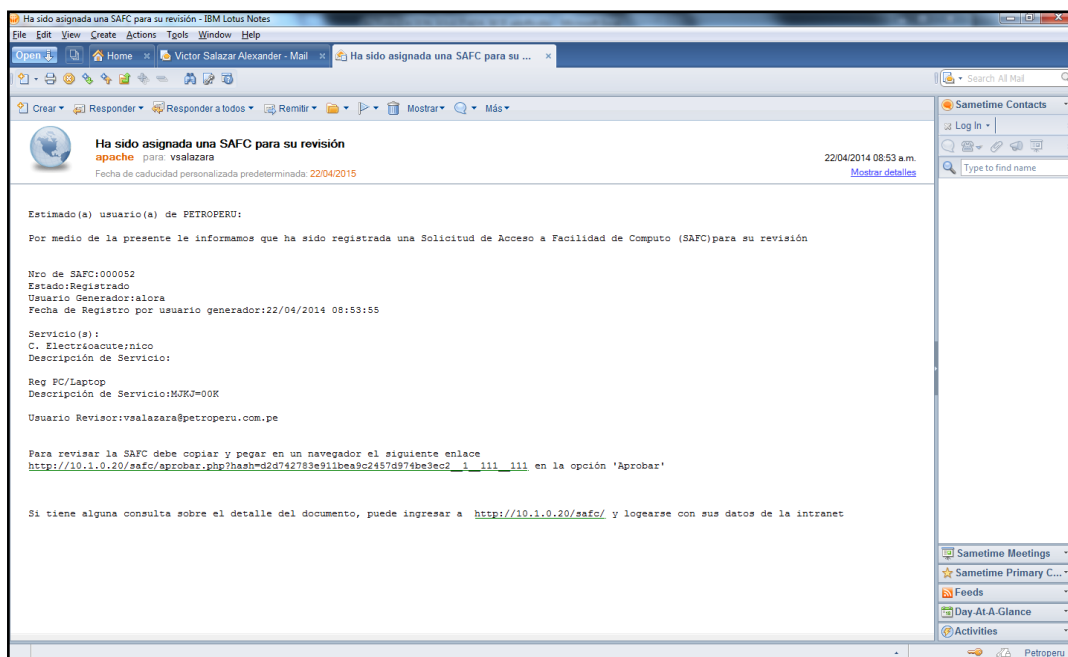 Ha sido asignada una SAFC para su revisión - IBM Lotus Notes
File Edit View Create Actions Tools Window Help
Open Home Victor Salazar Alexander - Mail Ha sido asignada una SAFC para su ...
Search All Mail
Crear Responder Responder a todos Remitir Mostrar Más
Sametime Contacts
Log In
Type to find name
Ha sido asignada una SAFC para su revisión
apache para: vsalazara
22/04/2014 08:53 a.m.
Fecha de caducidad personalizada predeterminada: 22/04/2015
Mostrar detalles
Estimado(a) usuario(a) de PETROPERU:
Por medio de la presente le informamos que ha sido registrada una Solicitud de Acceso a Facilidad de Computo (SAFC)para su revisión
Nro de SAFC:000052
Estado:Registrado
Usuario Generador:alora
Fecha de Registro por usuario generador:22/04/2014 08:53:55
Servicio(s):
C. Electr&oacute;nico
Descripción de Servicio:
Reg PC/Laptop
Descripción de Servicio:MJKJ=00K
Usuario Revisor:vsalazara@petroperu.com.pe
Para revisar la SAFC debe copiar y pegar en un navegador el siguiente enlace
http://10.1.0.20/safc/aprobar.php?hash=d2d742783e911bea9c2457d974be3ec2__1__111__111 en la opción 'Aprobar'
Si tiene alguna consulta sobre el detalle del documento, puede ingresar a http://10.1.0.20/safc/ y logearse con sus datos de la intranet
Sametime Meetings
Sametime Primary C...
Feeds
Day-At-A-Glance
Activities
Petroperu